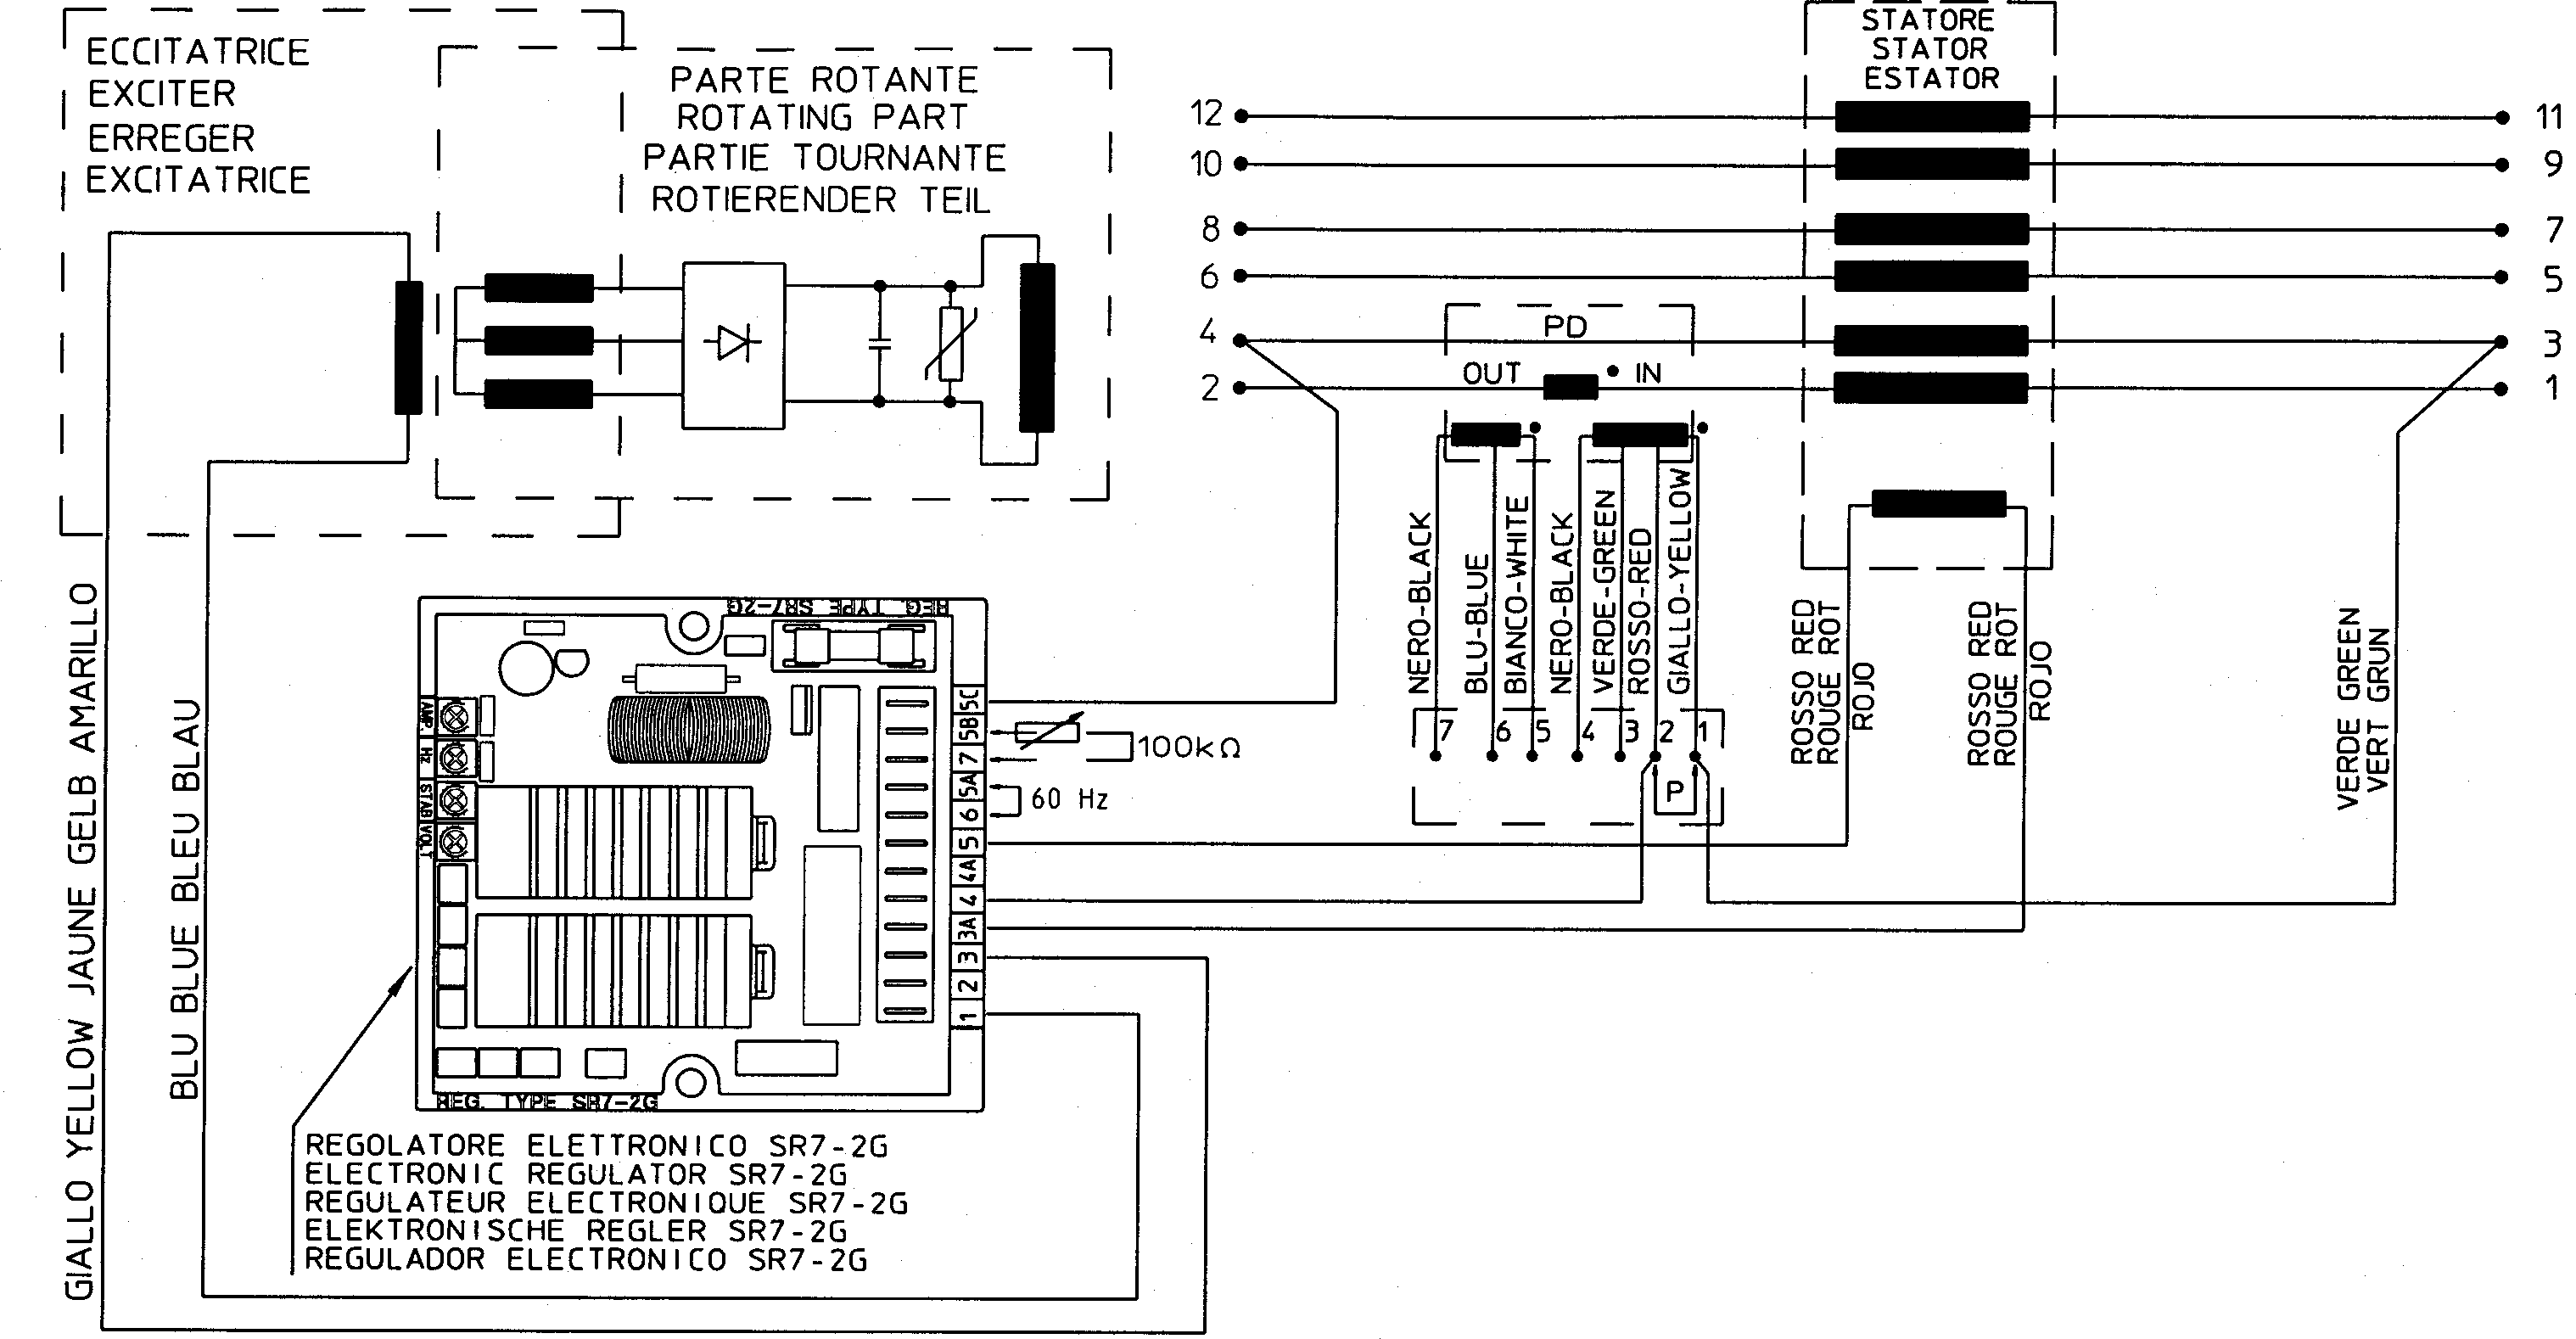 ECCITATRICE
EXCITER
ERREGER
EXCITATRICE
PARTE ROTANTE
ROTATING PART
PARTIE TOURNANTE
ROTIERENDER TEIL
STATORE
STATOR
ESTATOR
12
11
10
9
8
7
6
5
4
3
2
1
PD
OUT
IN
NERO-BLACK
BLU-BLUE
BIANCO-WHITE
NERO-BLACK
VERDE-GREEN
ROSSO-RED
GIALLO-YELLOW
7
6
5
4
3
2
1
P
ROSSO RED
ROUGE ROT
ROJO
ROSSO RED
ROUGE ROT
ROJO
VERDE GREEN
VERT GRUN
GIALLO YELLOW JAUNE GELB AMARILLO
BLU BLUE BLEU BLAU
REG. TYPE SR7-2G
AMP.
Hz
STAB
VOLT
5C
5B
7
5A
6
5
4A
4
3A
3
2
1
100kΩ
60 Hz
REG. TYPE SR7-2G
REGOLATORE ELETTRONICO SR7-2G
ELECTRONIC REGULATOR SR7-2G
REGULATEUR ELECTRONIQUE SR7-2G
ELEKTRONISCHE REGLER SR7-2G
REGULADOR ELECTRONICO SR7-2G